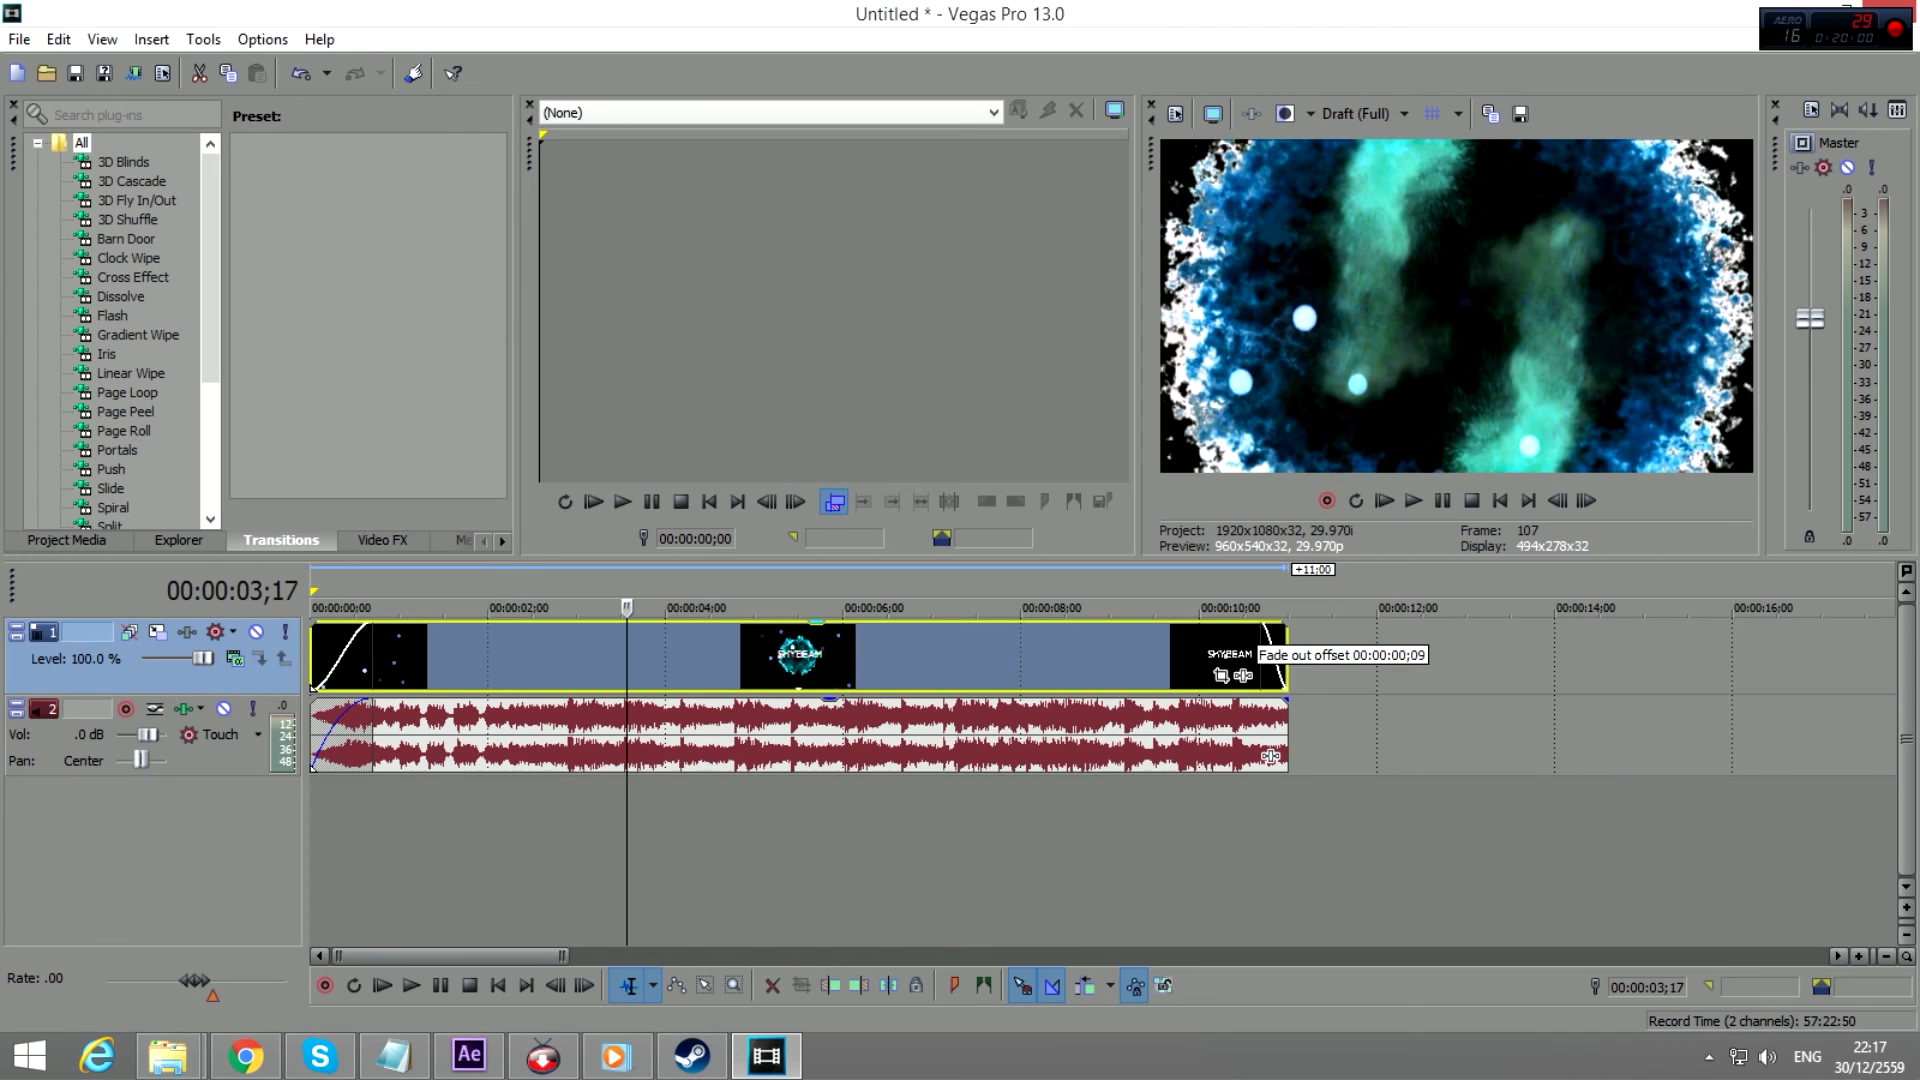 Untitled * - Vegas Pro 13.0
AERO 29
16 0:20:00
File Edit View Insert Tools Options Help
Search plug-ins
Preset:
(None)
Draft (Full)
Master
All
3D Blinds
3D Cascade
3D Fly In/Out
3D Shuffle
Barn Door
Clock Wipe
Cross Effect
Dissolve
Flash
Gradient Wipe
Iris
Linear Wipe
Page Loop
Page Peel
Page Roll
Portals
Push
Slide
Spiral
Split
.0 .0
- 3 -
- 6 -
- 9 -
- 12 -
- 15 -
- 18 -
- 21 -
- 24 -
- 27 -
- 30 -
- 33 -
- 36 -
- 39 -
- 42 -
- 45 -
- 48 -
- 51 -
- 54 -
- 57 -
.0 .0
Project Media Explorer Transitions Video FX Me
00:00:00;00
Project: 1920x1080x32, 29.970i
Frame: 107
Preview: 960x540x32, 29.970p
Display: 494x278x32
+11:00
00:00:03;17
00:00:00;00 00:00:02;00 00:00:04;00 00:00:06;00 00:00:08;00 00:00:10;00 00:00:12;00 00:00:14;00 00:00:16;00
1
Level: 100.0 %
SKYBEAM
SKYBEAM
Fade out offset 00:00:00;09
2
.0
12
24
36
48
Vol: .0 dB
Touch
Pan: Center
Rate: .00
00:00:03;17
Record Time (2 channels): 57:22:50
Ae
S
ENG
22:17
30/12/2559